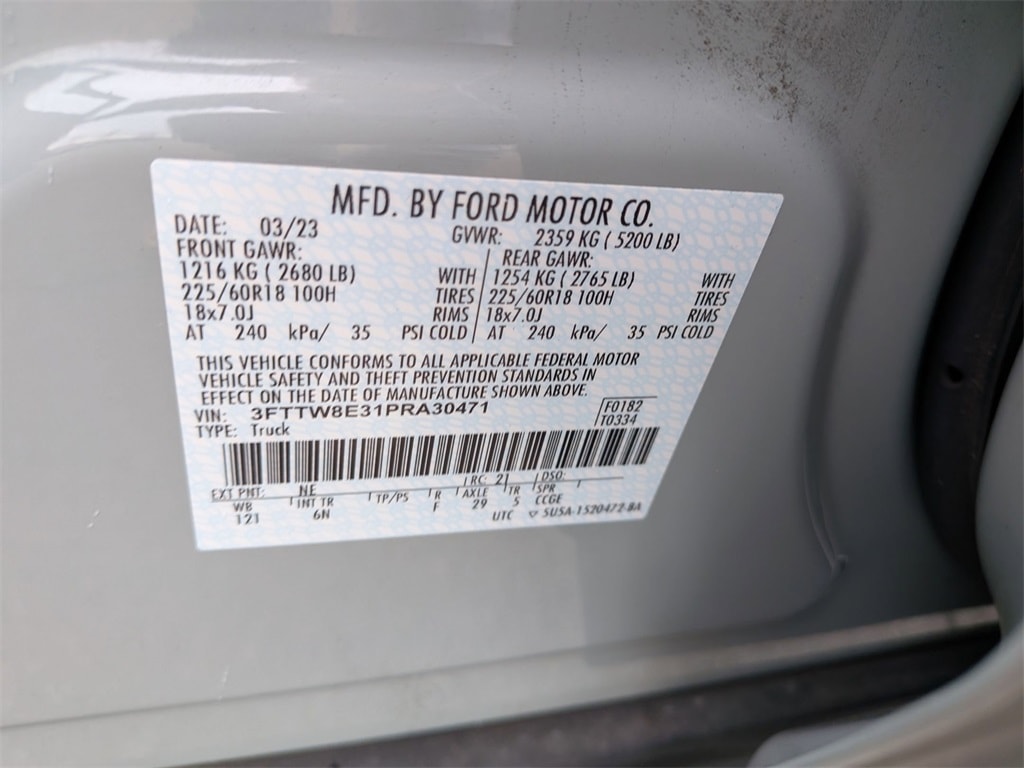 MFD. BY FORD MOTOR CO.
DATE: 03/23 GVWR: 2359 KG ( 5200 LB)
FRONT GAWR: REAR GAWR:
1216 KG ( 2680 LB) WITH 1254 KG ( 2765 LB) WITH
225/60R18 100H TIRES 225/60R18 100H TIRES
18x7.0J RIMS 18x7.0J RIMS
AT 240 kPa/ 35 PSI COLD AT 240 kPa/ 35 PSI COLD
THIS VEHICLE CONFORMS TO ALL APPLICABLE FEDERAL MOTOR
VEHICLE SAFETY AND THEFT PREVENTION STANDARDS IN
EFFECT ON THE DATE OF MANUFACTURE SHOWN ABOVE.
VIN: 3FTTW8E31PRA30471 F0182
TYPE: Truck T0334
EXT PNT: NE RC: 21 DSO:
WB INT TR TP/PS R AXLE TR SPR
121 6N F 29 5 CCGE
UTC ▽ 5U5A-1520472-BA